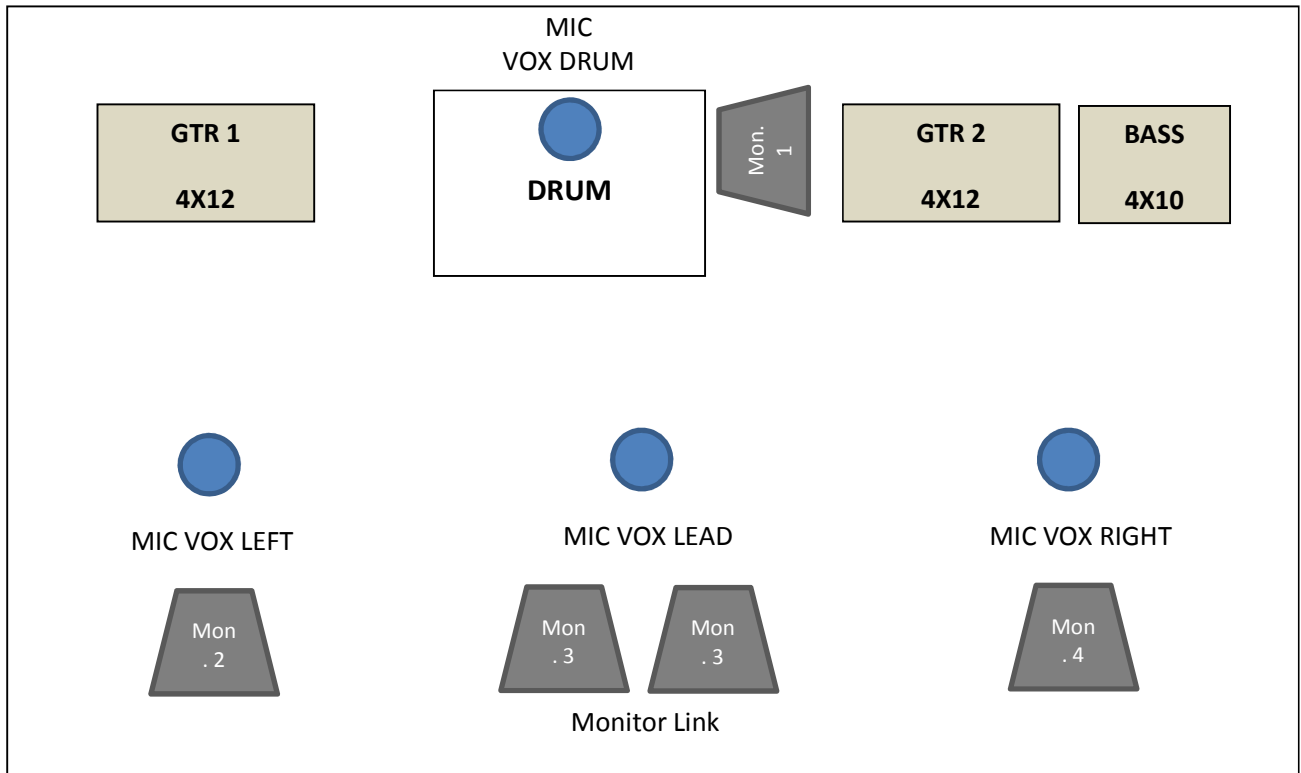 MIC
VOX DRUM
GTR 1
4X12
DRUM
Mon.
1
GTR 2
4X12
BASS
4X10
MIC VOX LEFT
MIC VOX LEAD
MIC VOX RIGHT
Mon
. 2
Mon
. 3
Mon
. 3
Mon
. 4
Monitor Link